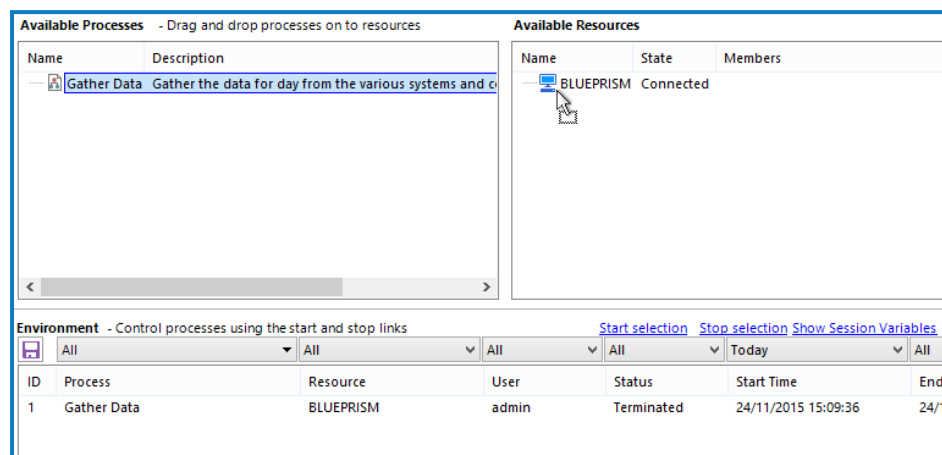 Available Processes - Drag and drop processes on to resources
Name Description
Gather Data Gather the data for day from the various systems and
Available Resources
Name State Members
BLUEPRISM Connected
Environment - Control processes using the start and stop links Start selection Stop selection Show Session Variables
All All All All Today All
ID Process Resource User Status Start Time End
1 Gather Data BLUEPRISM admin Terminated 24/11/2015 15:09:36